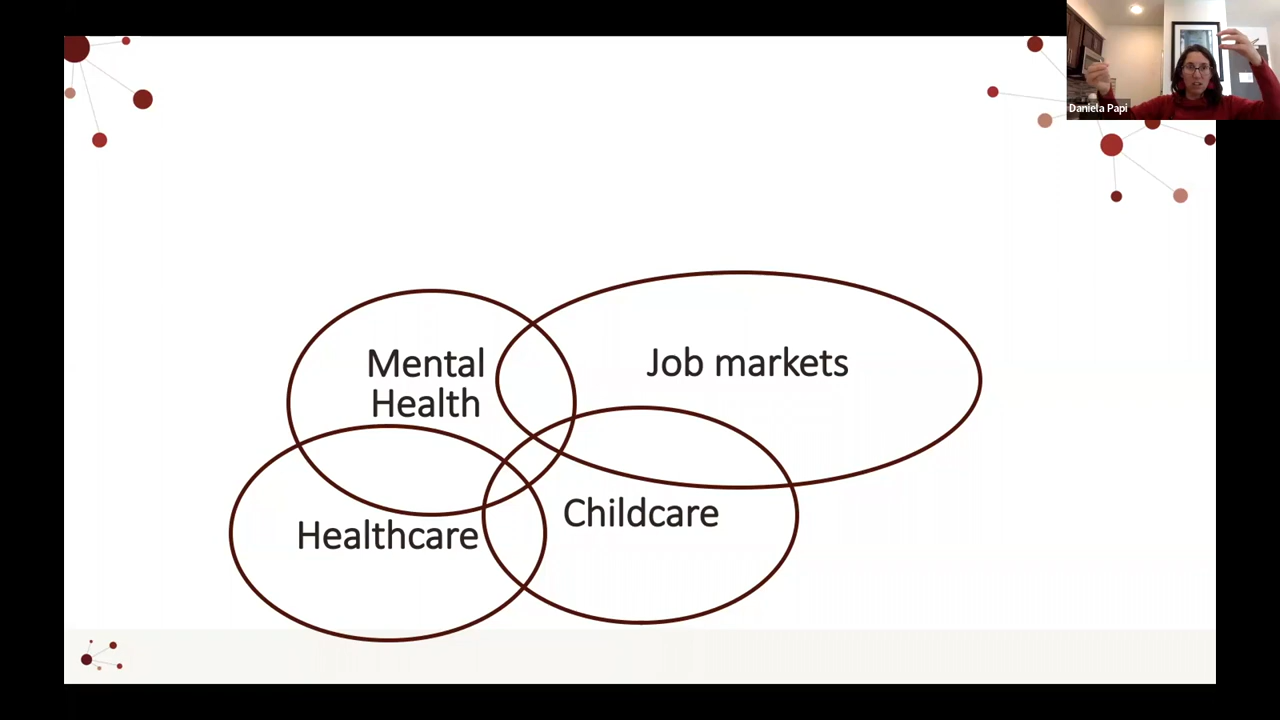 Daniela Papi
Mental
Health
Job markets
Healthcare
Childcare